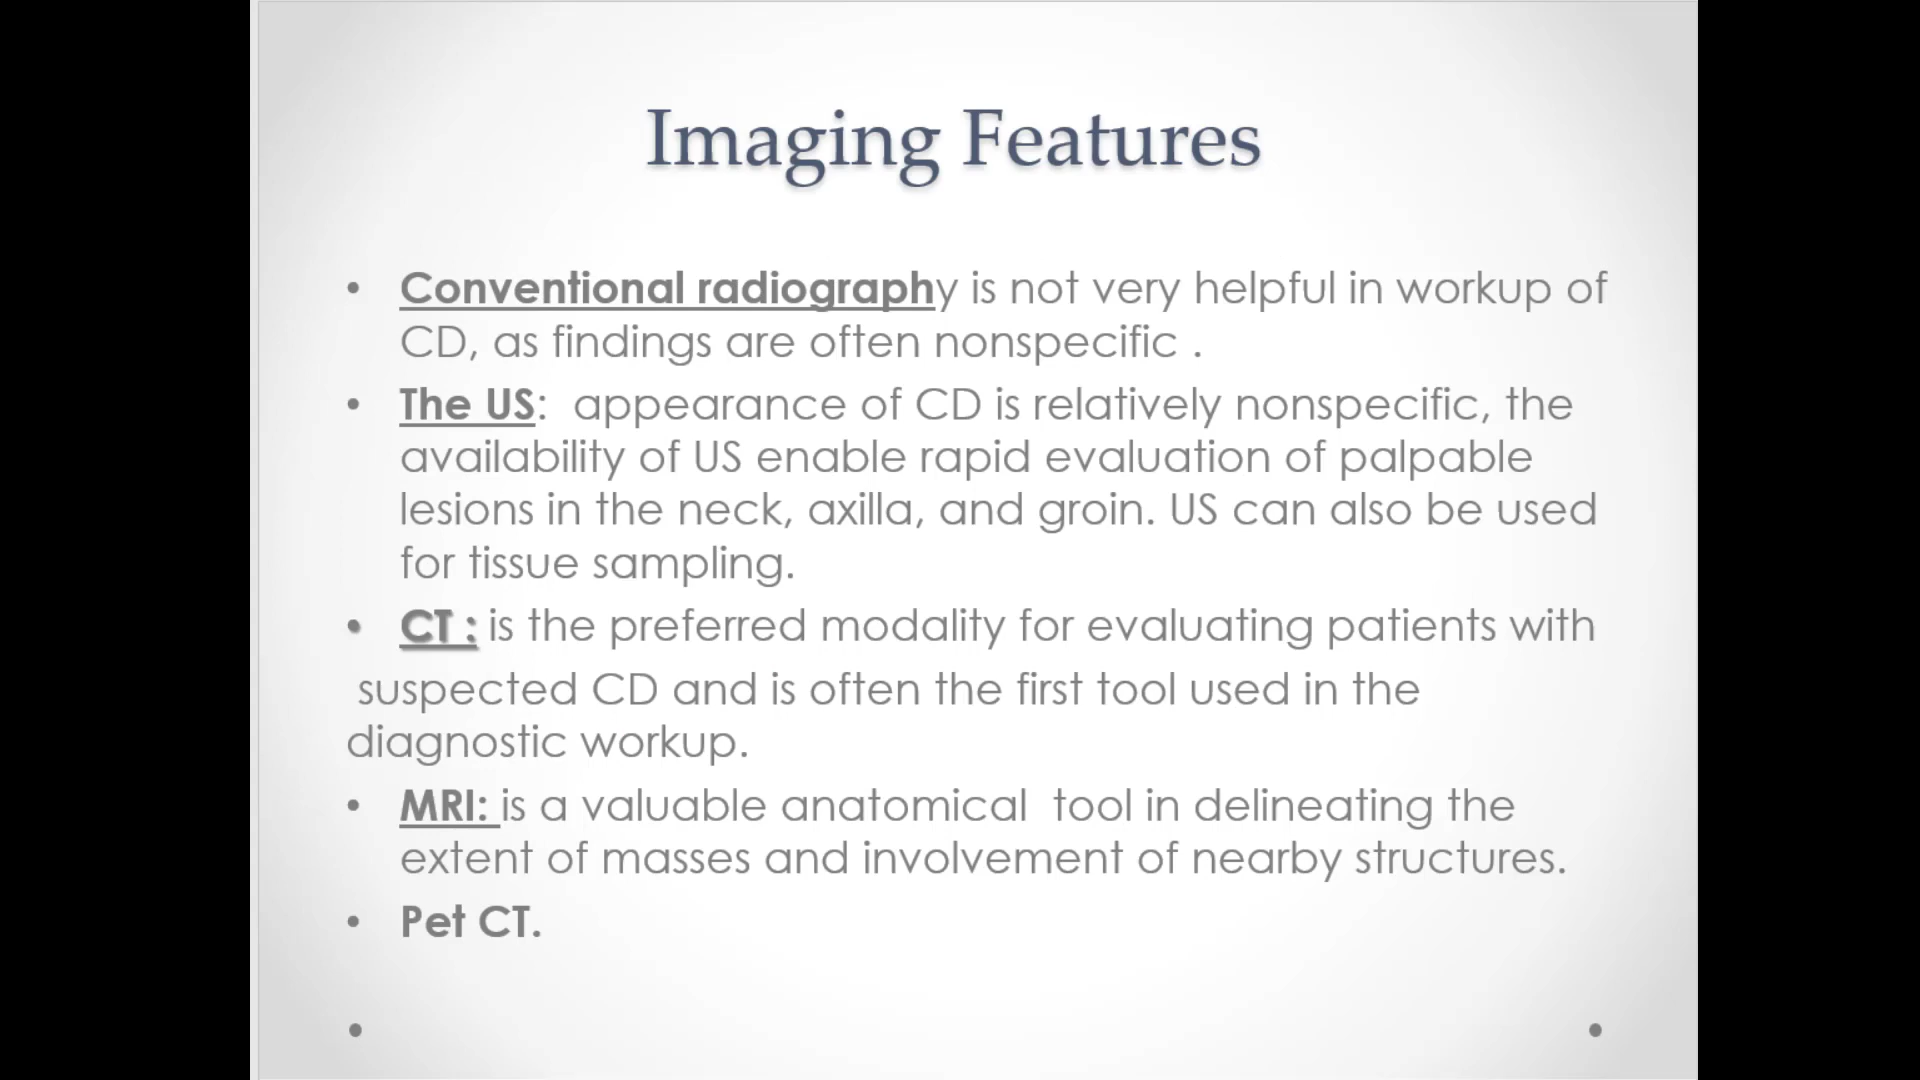 Imaging Features
• Conventional radiography is not very helpful in workup of
CD, as findings are often nonspecific .
• The US:  appearance of CD is relatively nonspecific, the
availability of US enable rapid evaluation of palpable
lesions in the neck, axilla, and groin. US can also be used
for tissue sampling.
• CT : is the preferred modality for evaluating patients with
suspected CD and is often the first tool used in the
diagnostic workup.
• MRI: is a valuable anatomical  tool in delineating the
extent of masses and involvement of nearby structures.
• Pet CT.